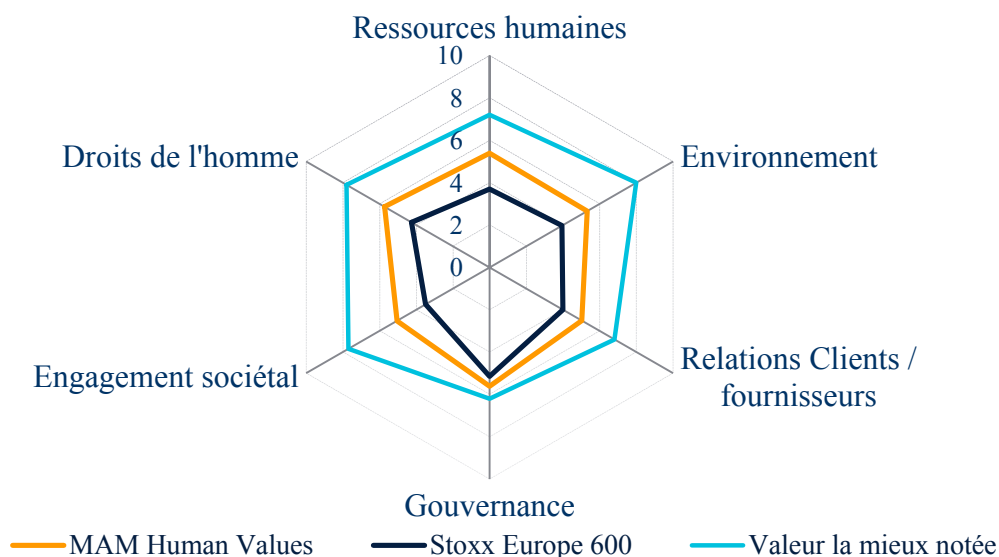 Ressources humaines
10
8
6
4
2
0
Droits de l'homme
Environnement
Engagement sociétal
Relations Clients /
fournisseurs
Gouvernance
MAM Human Values
Stoxx Europe 600
Valeur la mieux notée